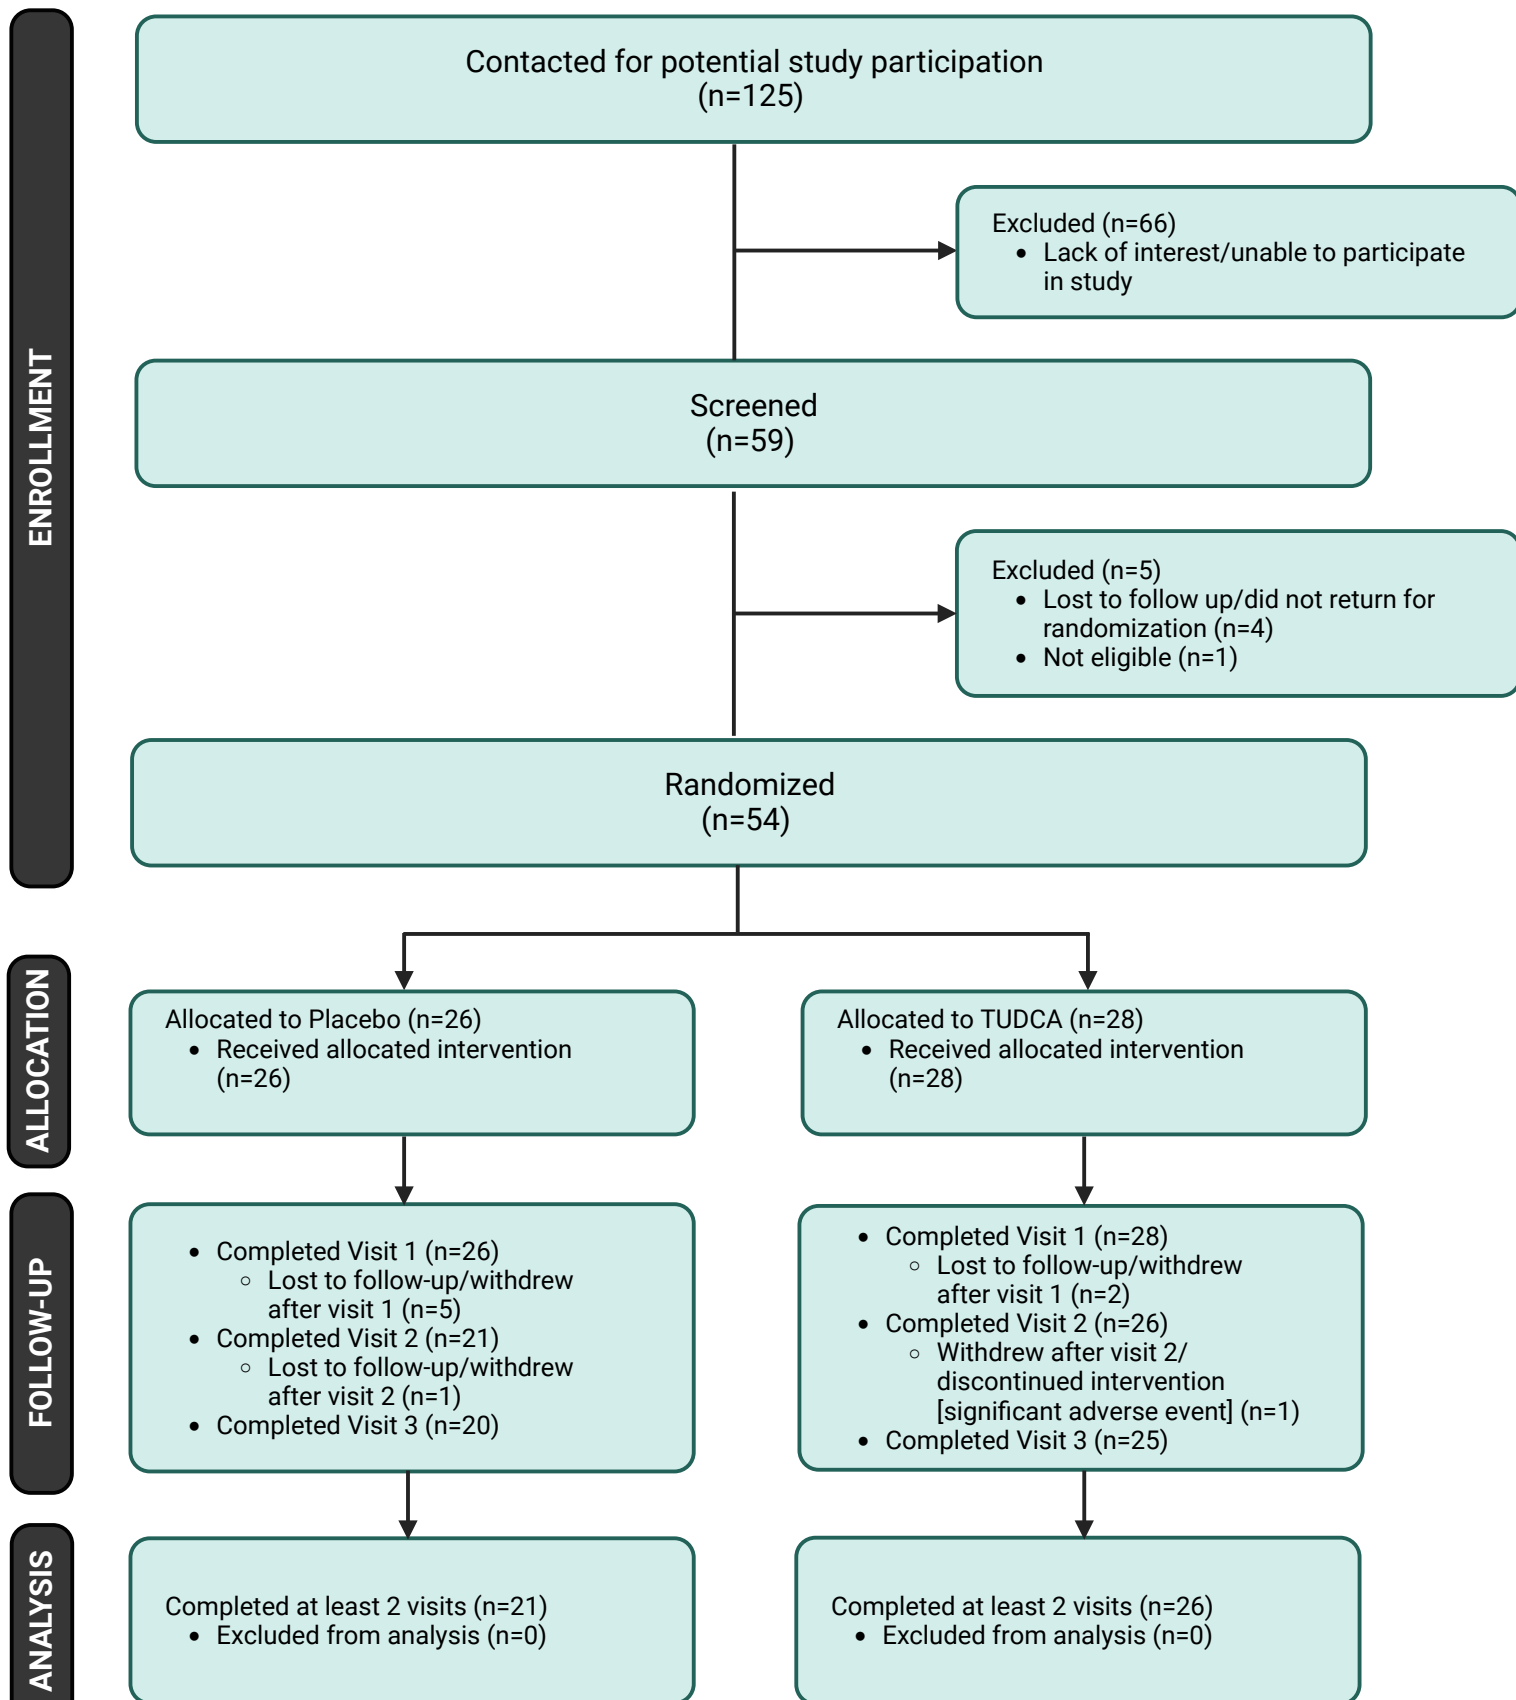 ENROLLMENT
Contacted for potential study participation
(n=125)
Excluded (n=66)
• Lack of interest/unable to participate
in study
Screened
(n=59)
Excluded (n=5)
• Lost to follow up/did not return for
randomization (n=4)
• Not eligible (n=1)
Randomized
(n=54)
ALLOCATION
Allocated to Placebo (n=26)
• Received allocated intervention
(n=26)
Allocated to TUDCA (n=28)
• Received allocated intervention
(n=28)
FOLLOW-UP
• Completed Visit 1 (n=26)
◦ Lost to follow-up/withdrew
after visit 1 (n=5)
• Completed Visit 2 (n=21)
◦ Lost to follow-up/withdrew
after visit 2 (n=1)
• Completed Visit 3 (n=20)
• Completed Visit 1 (n=28)
◦ Lost to follow-up/withdrew
after visit 1 (n=2)
• Completed Visit 2 (n=26)
◦ Withdrew after visit 2/
discontinued intervention
[significant adverse event] (n=1)
• Completed Visit 3 (n=25)
ANALYSIS
Completed at least 2 visits (n=21)
• Excluded from analysis (n=0)
Completed at least 2 visits (n=26)
• Excluded from analysis (n=0)